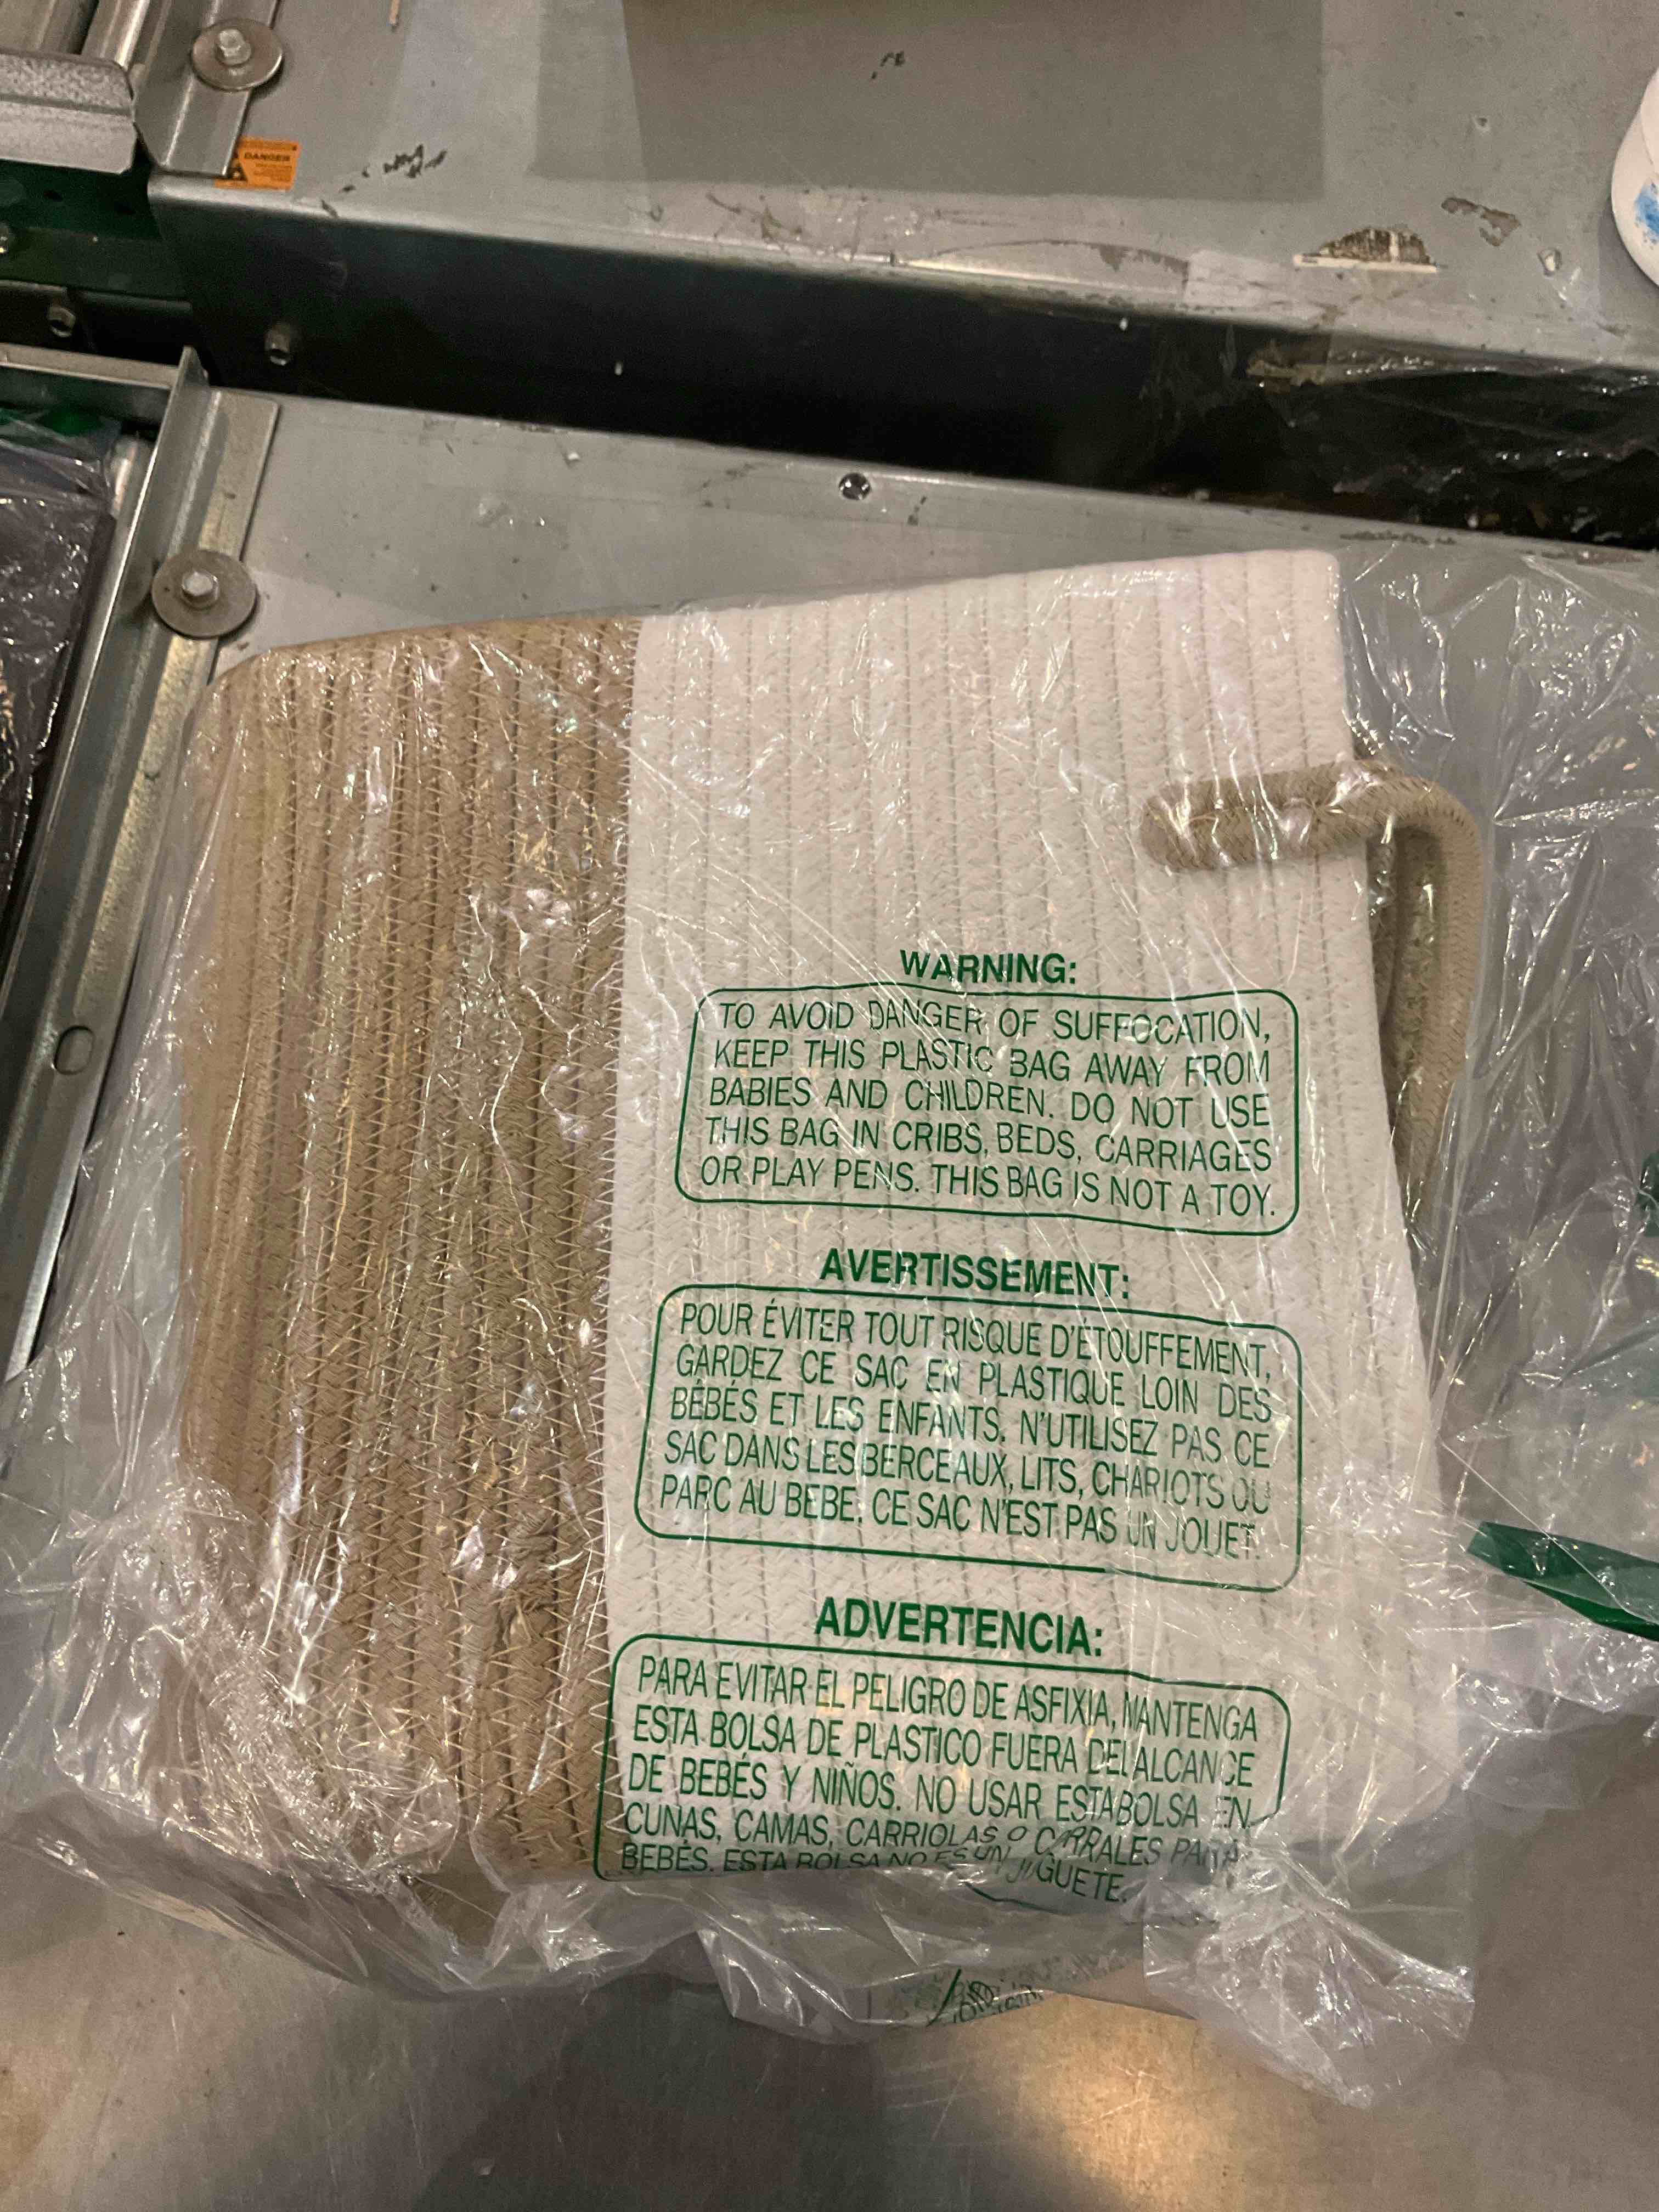 DANGER
WARNING:
TO AVOID DANGER OF SUFFOCATION,
KEEP THIS PLASTIC BAG AWAY FROM
BABIES AND CHILDREN. DO NOT USE
THIS BAG IN CRIBS, BEDS, CARRIAGES
OR PLAY PENS. THIS BAG IS NOT A TOY.
AVERTISSEMENT:
POUR ÉVITER TOUT RISQUE D'ÉTOUFFEMENT,
GARDEZ CE SAC EN PLASTIQUE LOIN DES
BÉBÉS ET LES ENFANTS. N'UTILISEZ PAS CE
SAC DANS LES BERCEAUX, LITS, CHARIOTS OU
PARC AU BEBE. CE SAC N'EST PAS UN JOUET.
ADVERTENCIA:
PARA EVITAR EL PELIGRO DE ASFIXIA, MANTENGA
ESTA BOLSA DE PLASTICO FUERA DEL ALCANCE
DE BEBÉS Y NIÑOS. NO USAR ESTA BOLSA EN
CUNAS, CAMAS, CARRIOLAS O CORRALES PARA
BEBÉS. ESTA BOLSA NO ES UN JUGUETE.